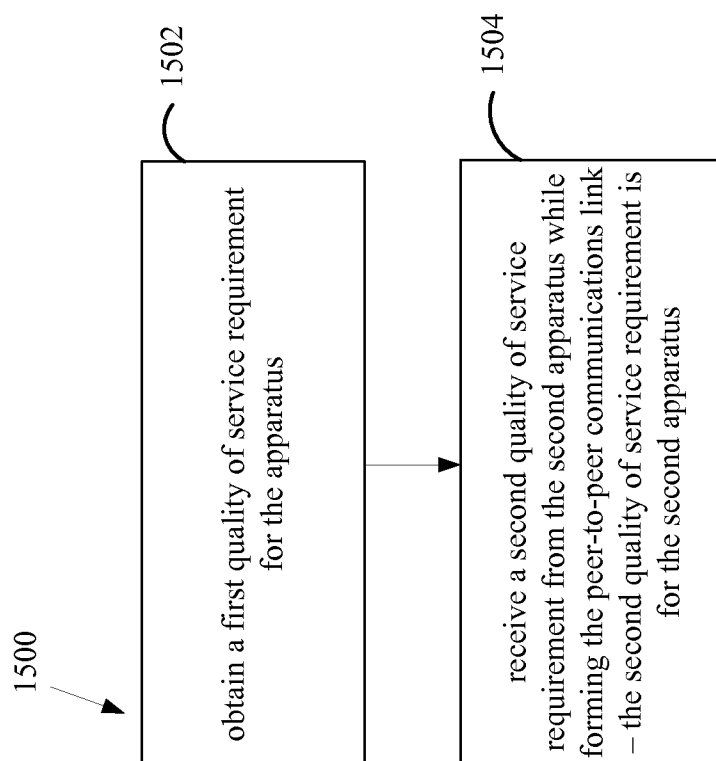 1500
1502
obtain a first quality of service requirement
for the apparatus
1504
receive a second quality of service
requirement from the second apparatus while
forming the peer-to-peer communications link
– the second quality of service requirement is
for the second apparatus